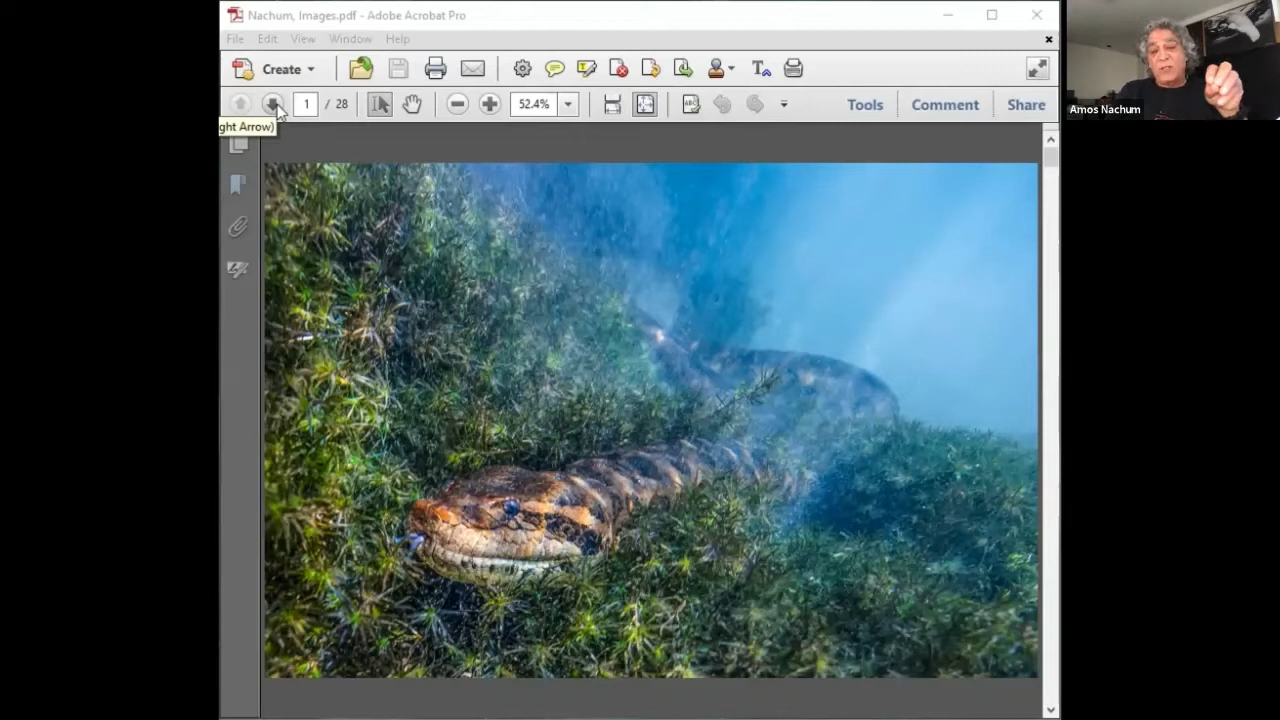 Nachum, Images.pdf - Adobe Acrobat Pro
File Edit View Window Help
Create
1 / 28 52.4% Tools Comment Share
ght Arrow)
Amos Nachum